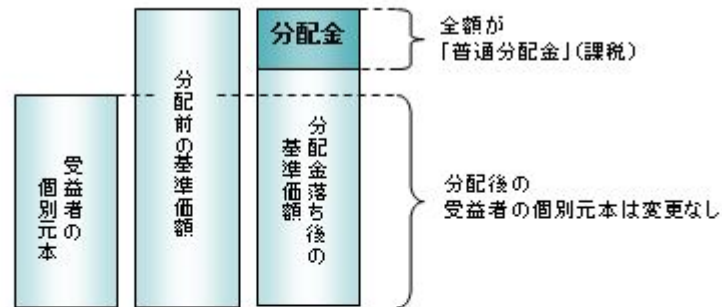 受益者の
個別元本
分配前の基準価額
分配金
分配金落ち後の
基準価額
全額が
「普通分配金」(課税)
分配後の
受益者の個別元本は変更なし